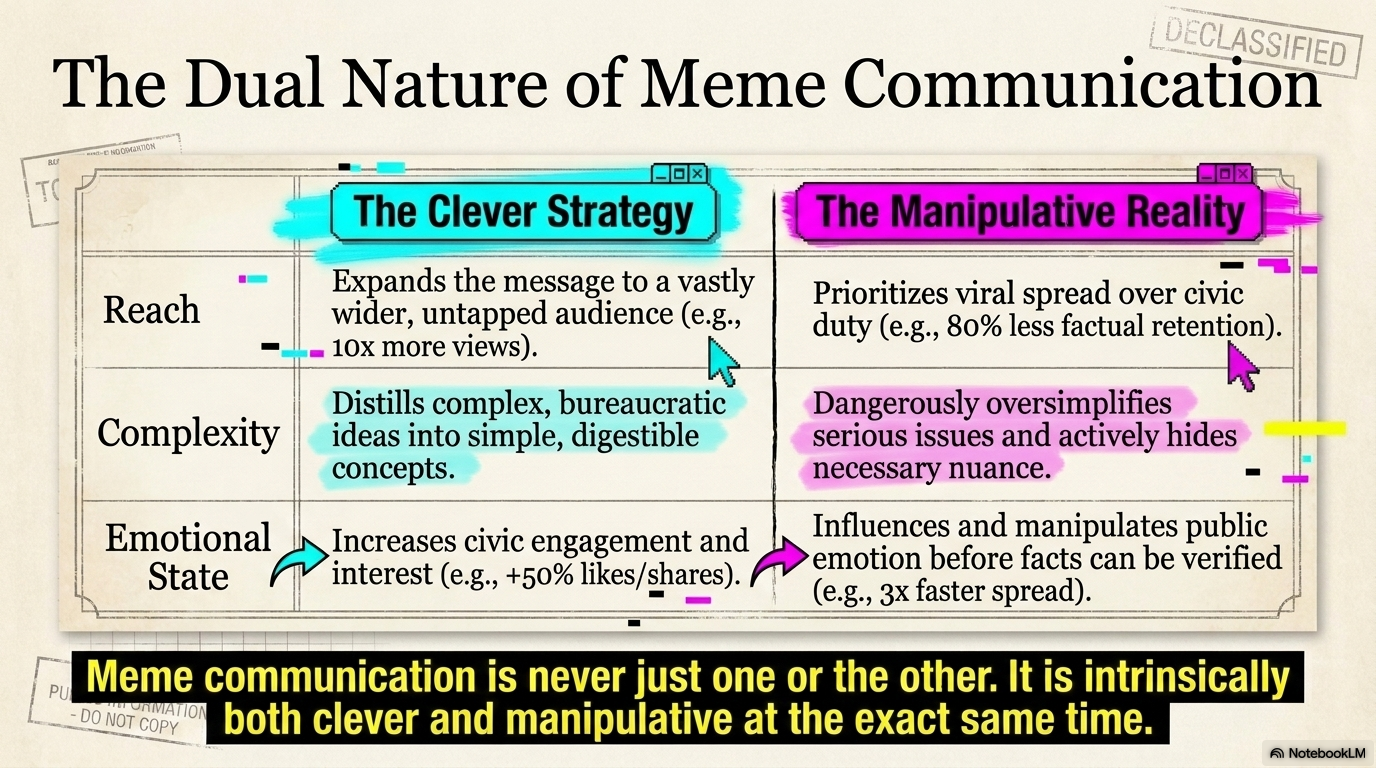 DECLASSIFIED
The Dual Nature of Meme Communication
The Clever Strategy
The Manipulative Reality
Reach
Expands the message to a vastly
wider, untapped audience (e.g.,
10x more views).
Prioritizes viral spread over civic
duty (e.g., 80% less factual retention).
Complexity
Distills complex, bureaucratic
ideas into simple, digestible
concepts.
Dangerously oversimplifies
serious issues and actively hides
necessary nuance.
Emotional
State
Increases civic engagement and
interest (e.g., +50% likes/shares).
Influences and manipulates public
emotion before facts can be verified
(e.g., 3x faster spread).
Meme communication is never just one or the other. It is intrinsically
both clever and manipulative at the exact same time.
– DO NOT COPY
NotebookLM